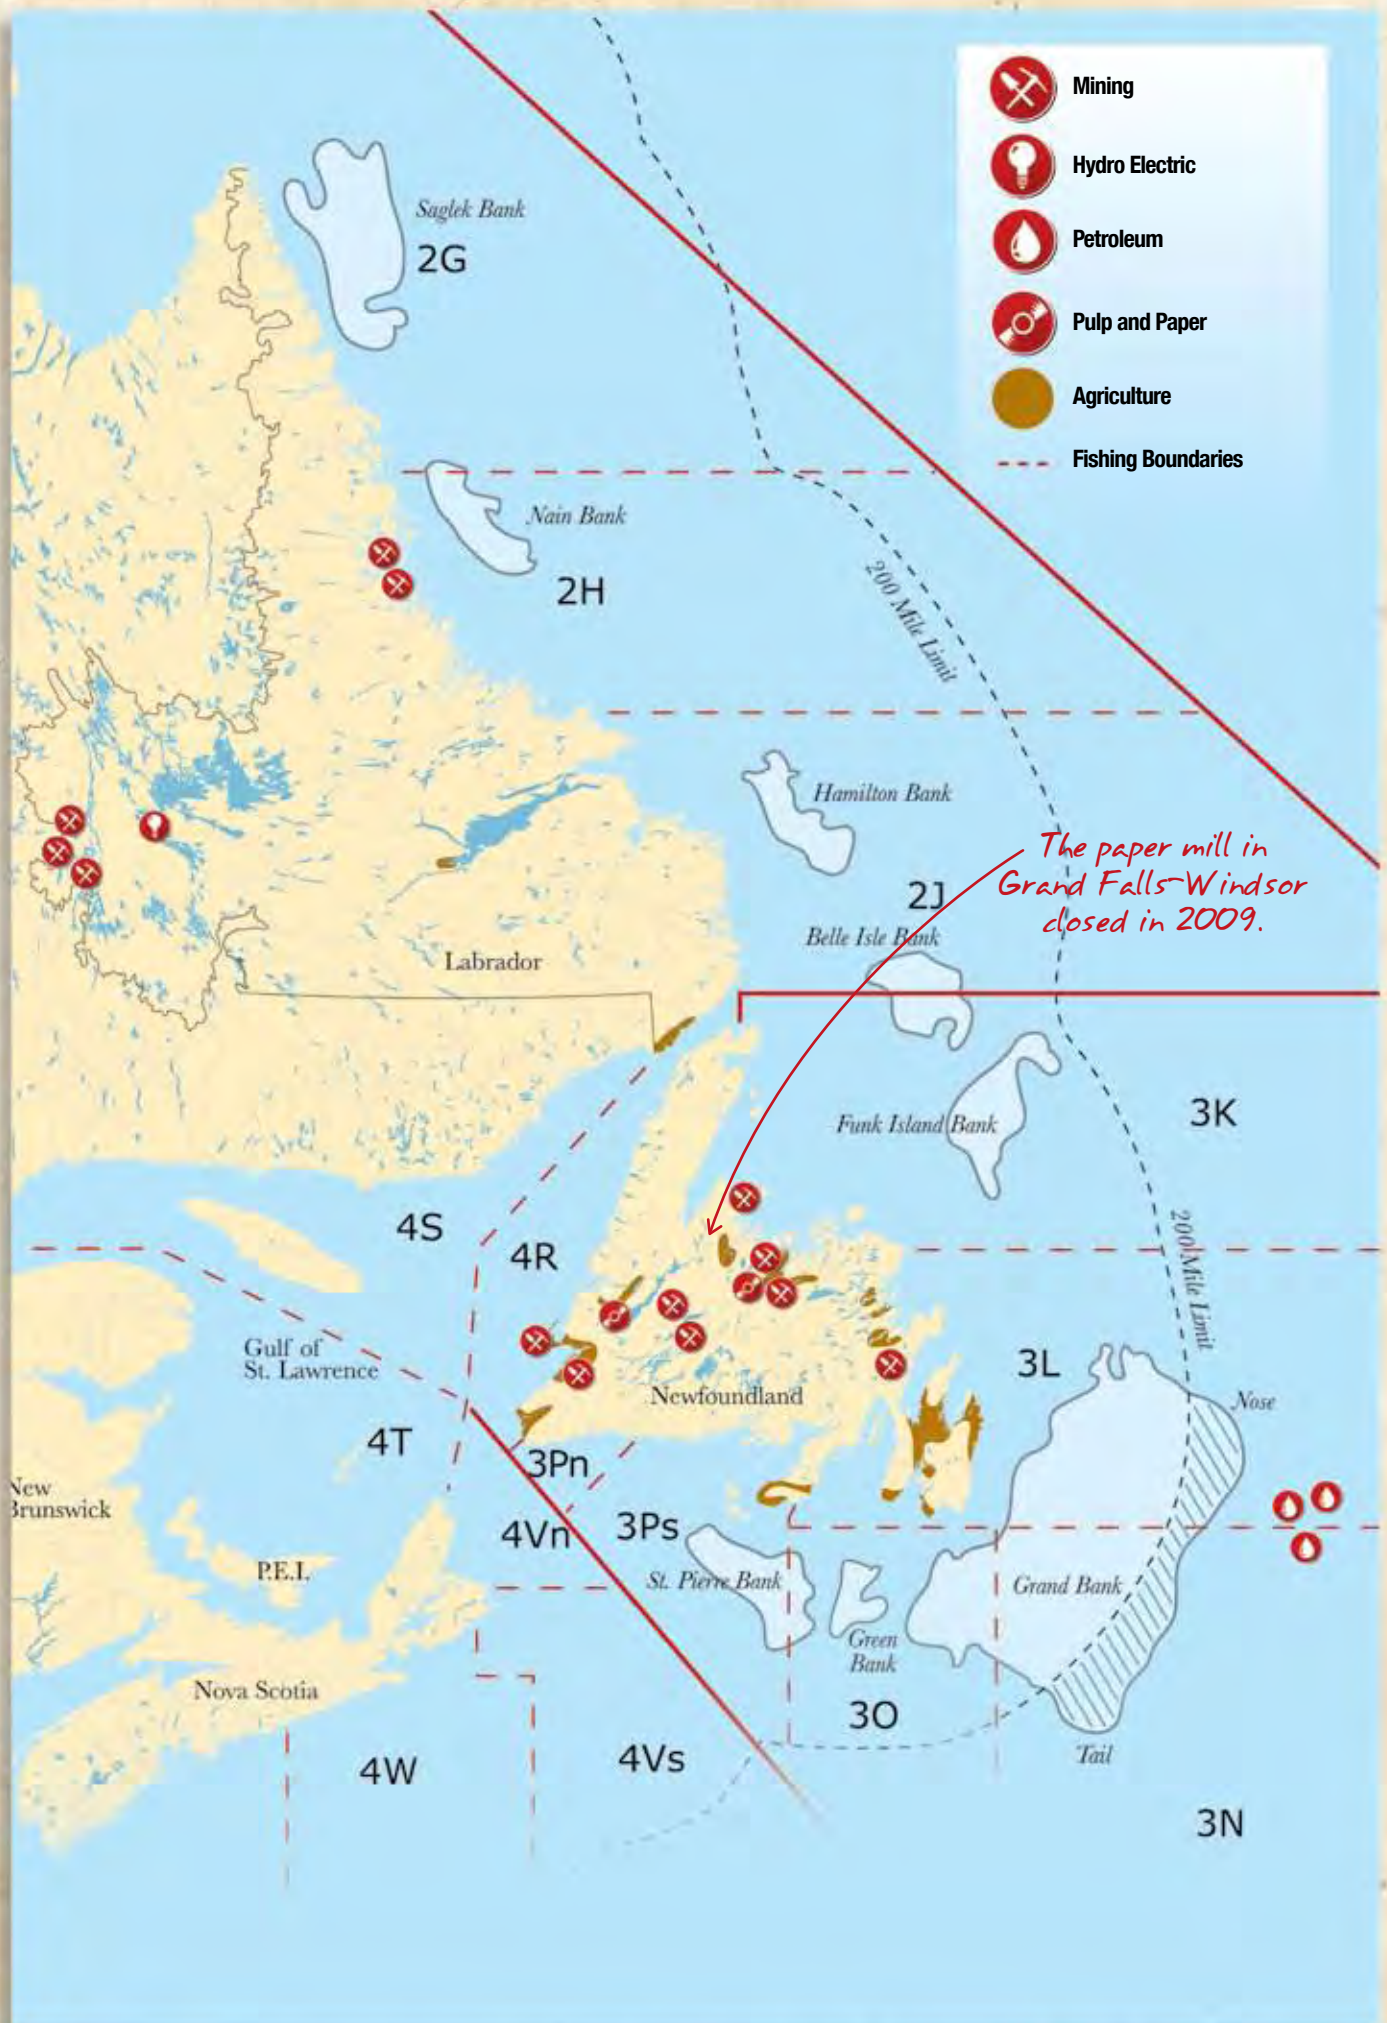 Mining
Hydro Electric
Petroleum
Pulp and Paper
Agriculture
Fishing Boundaries
Saglek Bank
2G
Nain Bank
2H
200 Mile Limit
Hamilton Bank
The paper mill in
Grand Falls-Windsor
closed in 2009.
2J
Belle Isle Bank
Labrador
3K
Funk Island Bank
4S
4R
200 Mile Limit
Gulf of
St. Lawrence
3L
Newfoundland
Nose
4T
3Pn
New
Brunswick
4Vn
3Ps
P.E.I.
St. Pierre Bank
Grand Bank
Green
Bank
Nova Scotia
3O
4W
4Vs
Tail
3N